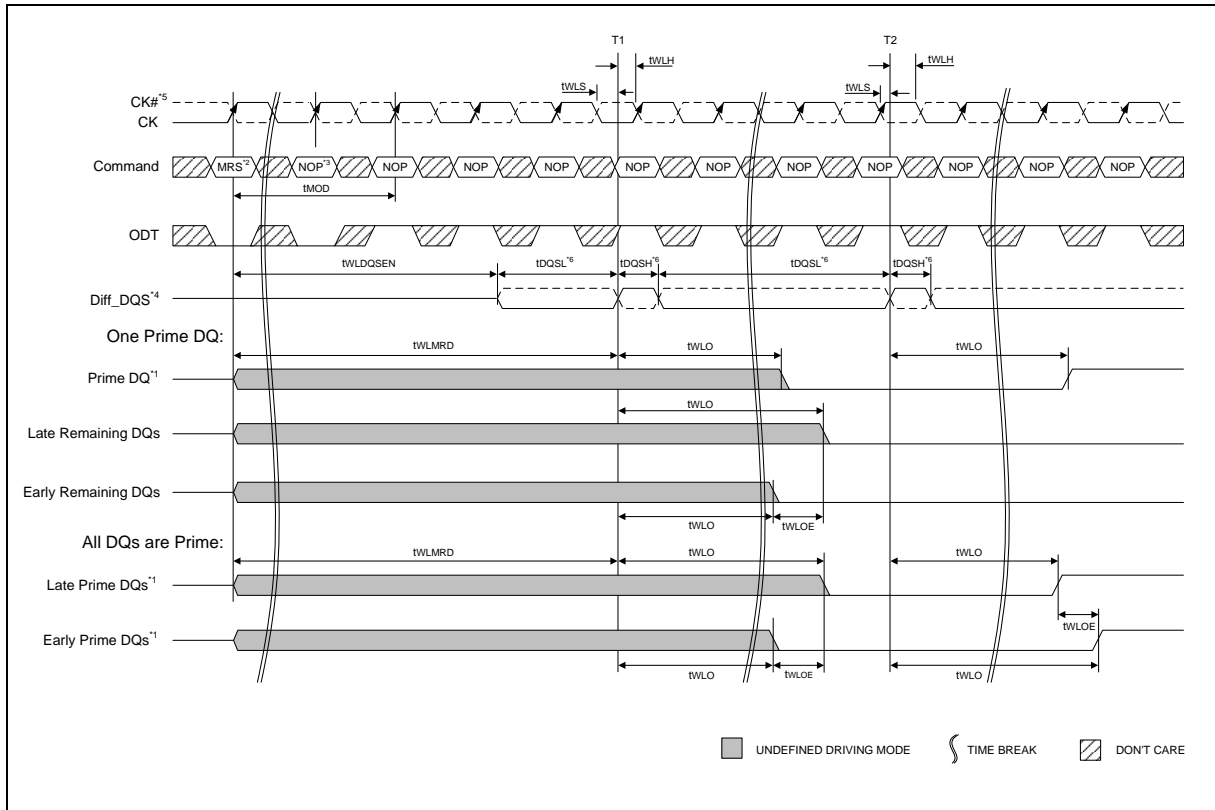 T1 T2
tWLH tWLH
tWLS tWLS
CK#*5
CK
Command MRS*2 NOP*3 NOP NOP NOP NOP NOP NOP NOP NOP NOP NOP
tMOD
ODT
tWLDQSEN tDQSL*6 tDQSH*6 tDQSL*6 tDQSH*6
Diff_DQS*4
One Prime DQ:
tWLMRD tWLO tWLO
Prime DQ*1
tWLO
Late Remaining DQs
Early Remaining DQs
tWLO tWLOE
All DQs are Prime:
tWLMRD tWLO tWLO
Late Prime DQs*1
tWLOE
Early Prime DQs*1
tWLO tWLOE tWLO
UNDEFINED DRIVING MODE TIME BREAK DON'T CARE